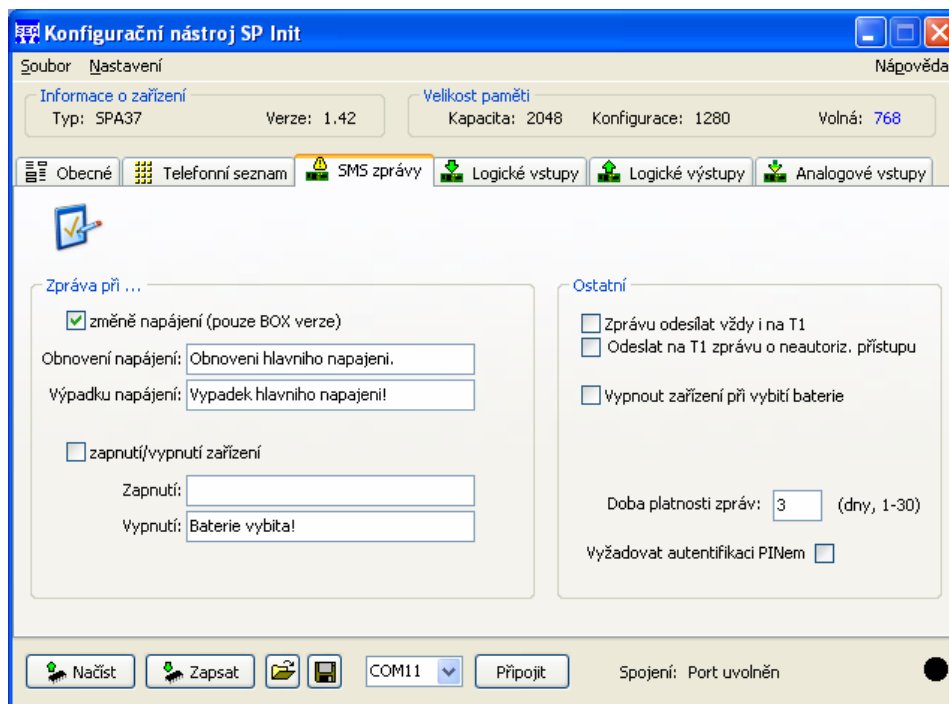 SEA Konfigurační nástroj SP Init
Soubor Nastavení Nápověda
Informace o zařízení Velikost paměti
Typ: SPA37 Verze: 1.42 Kapacita: 2048 Konfigurace: 1280 Volná: 768
Obecné Telefonní seznam SMS zprávy Logické vstupy Logické výstupy Analogové vstupy
Zpráva při ...
změně napájení (pouze BOX verze)
Obnovení napájení: Obnoveni hlavniho napajeni.
Výpadku napájení: Vypadek hlavniho napajeni!
zapnutí/vypnutí zařízení
Zapnutí:
Vypnutí: Baterie vybita!
Ostatní
Zprávu odesílat vždy i na T1
Odeslat na T1 zprávu o neautoriz. přístupu
Vypnout zařízení při vybití baterie
Doba platnosti zpráv: 3 (dny, 1-30)
Vyžadovat autentifikaci PINem
Načíst Zapsat COM11 Připojit Spojení: Port uvolněn